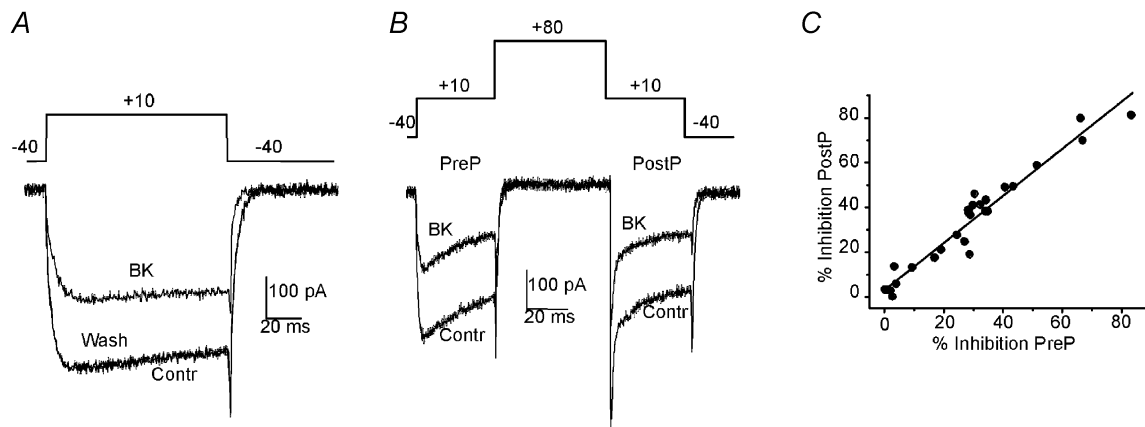 A
+10
-40
-40
BK
Wash
Contr
100 pA
20 ms
B
+80
+10
+10
-40
-40
PreP
PostP
BK
BK
Contr
Contr
100 pA
20 ms
C
% Inhibition PostP
80
60
40
20
0
0
20
40
60
80
% Inhibition PreP